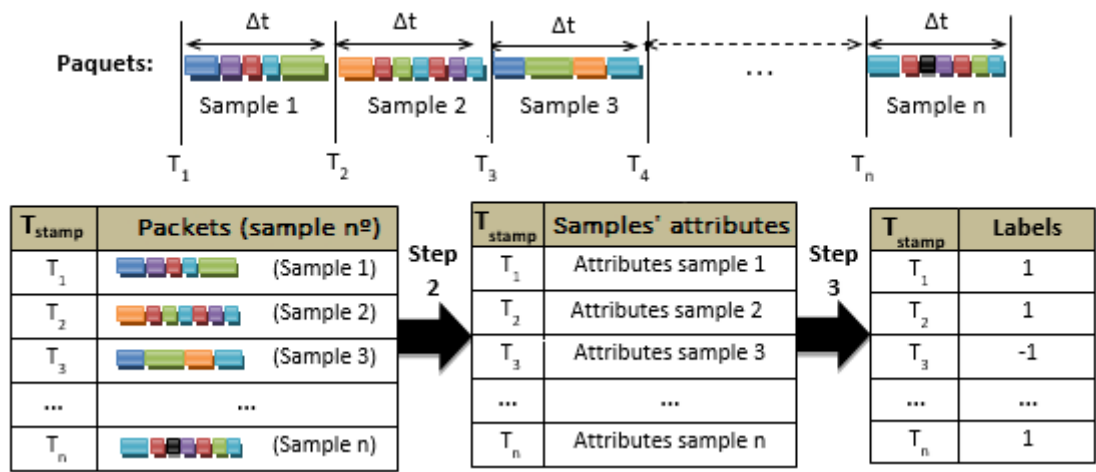 Δt Δt Δt Δt
Paquets: ...
Sample 1 Sample 2 Sample 3 Sample n
T1 T2 T3 T4 Tn
Tstamp Packets (sample nº)
T1 (Sample 1)
T2 (Sample 2)
T3 (Sample 3)
... ...
Tn (Sample n)
Step
2
Tstamp Samples´ attributes
T1 Attributes sample 1
T2 Attributes sample 2
T3 Attributes sample 3
... ...
Tn Attributes sample n
Step
3
Tstamp Labels
T1 1
T2 1
T3 -1
... ...
Tn 1